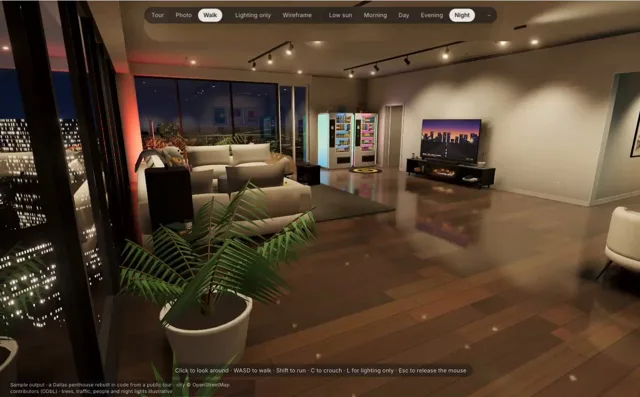 Tour Photo Walk Lighting only Wireframe Low sun Morning Day Evening Night
Click to look around · WASD to walk · Shift to run · C to crouch · L for lighting only · Esc to release the mouse
Sample output · a Dallas penthouse rebuilt in code from a public tour · city © OpenStreetMap
contributors (ODbL) · trees, traffic, people and night lights illustrative